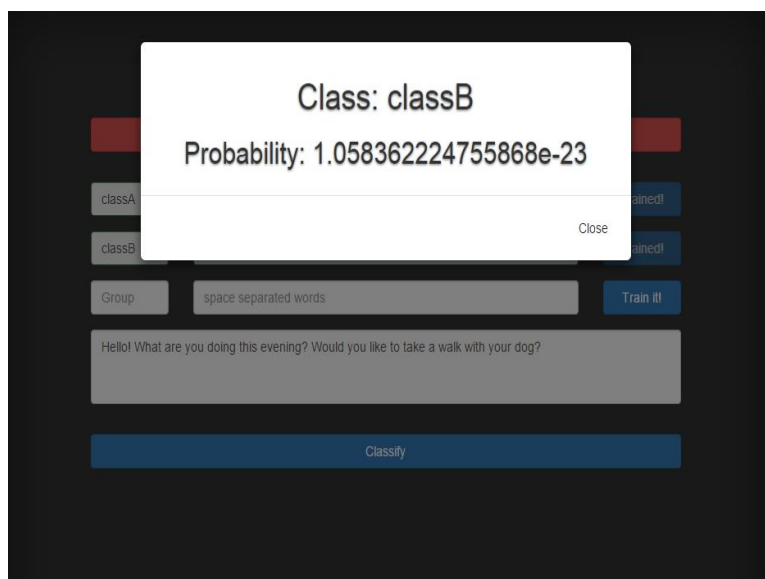 Class: classB
Probability: 1.058362224755868e-23
Close
classA
ained!
classB
ained!
Group
space separated words
Train it!
Hello! What are you doing this evening? Would you like to take a walk with your dog?
Classify